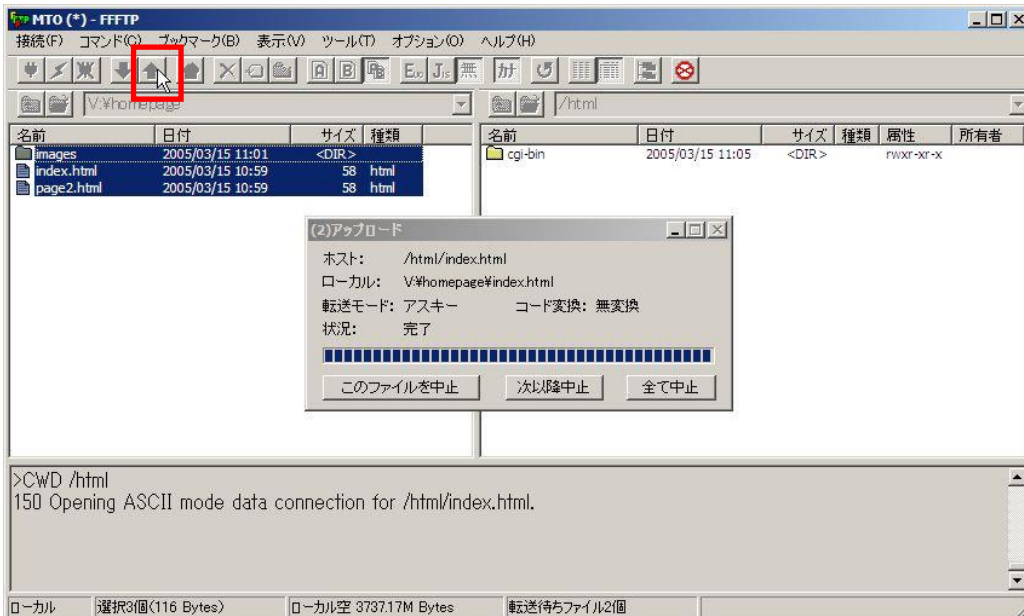 MTO (*) - FFFTP
接続(F) コマンド(C) ブックマーク(B) 表示(V) ツール(T) オプション(O) ヘルプ(H)
V:¥homepage
/html
名前 日付 サイズ 種類
images 2005/03/15 11:01 <DIR>
index.html 2005/03/15 10:59 58 html
page2.html 2005/03/15 10:59 58 html
名前 日付 サイズ 種類 属性 所有者
cgi-bin 2005/03/15 11:05 <DIR> rwxr-xr-x
(2)アップロード
ホスト: /html/index.html
ローカル: V:¥homepage¥index.html
転送モード: アスキー コード変換: 無変換
状況: 完了
このファイルを中止 次以降中止 全て中止
>CWD /html
150 Opening ASCII mode data connection for /html/index.html.
ローカル 選択3個(116 Bytes) ローカル空 3737.17M Bytes 転送待ちファイル2個